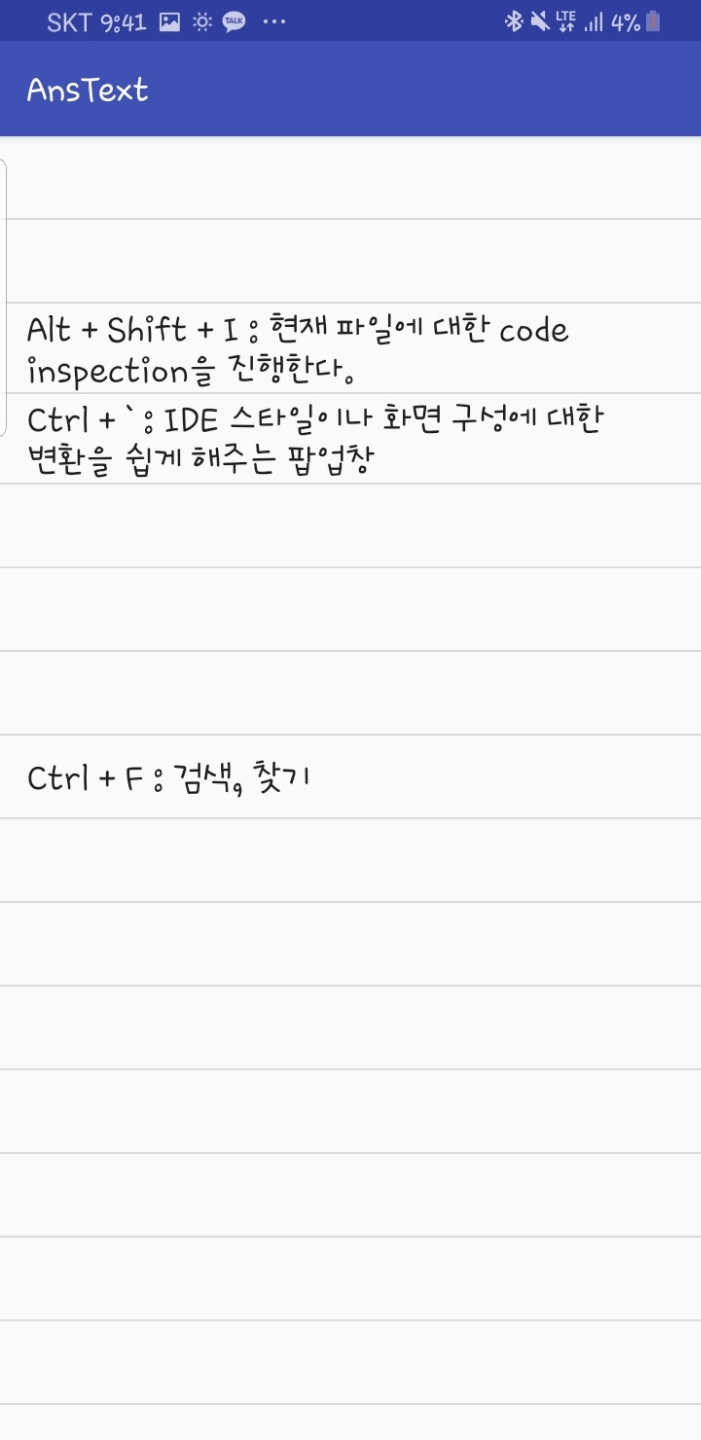 SKT 9:41 TALK ... LTE 4%
AnsText
Alt + Shift + I : 현재 파일에 대한 code
inspection을 진행한다.
Ctrl + ` : IDE 스타일이나 화면 구성에 대한
변환을 쉽게 해주는 팝업창
Ctrl + F : 검색, 찾기